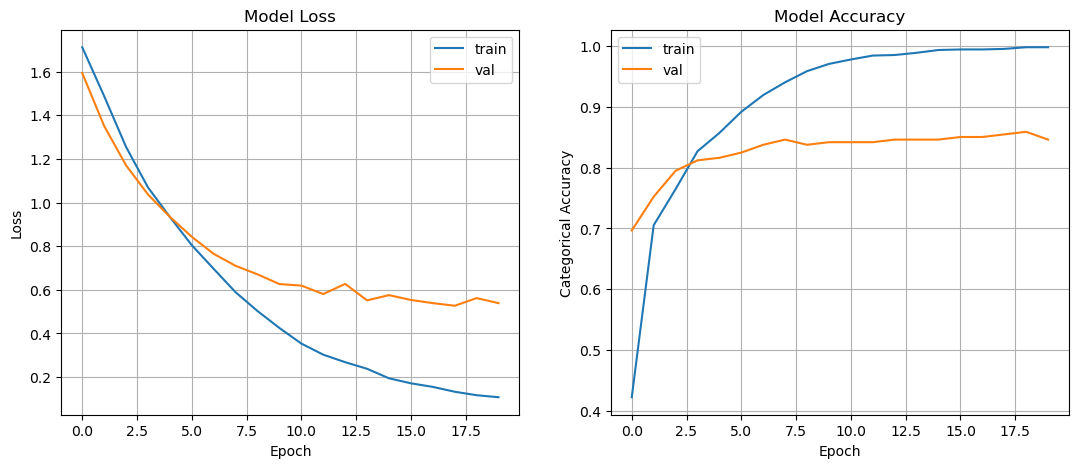 Model Loss
train
val
1.6
1.4
1.2
1.0
0.8
0.6
0.4
0.2
Loss
0.0 2.5 5.0 7.5 10.0 12.5 15.0 17.5
Epoch
Model Accuracy
train
val
1.0
0.9
0.8
0.7
0.6
0.5
0.4
Categorical Accuracy
0.0 2.5 5.0 7.5 10.0 12.5 15.0 17.5
Epoch